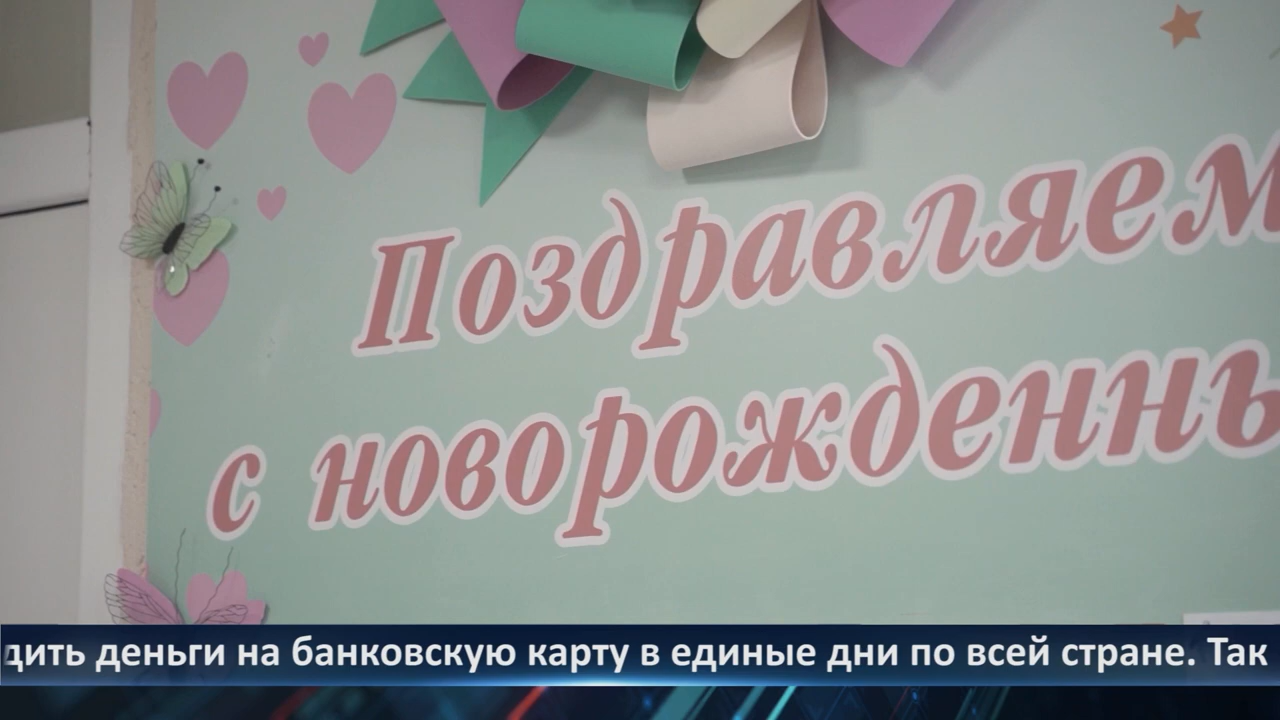 Поздравляем
с новорожденны
дить деньги на банковскую карту в единые дни по всей стране. Так